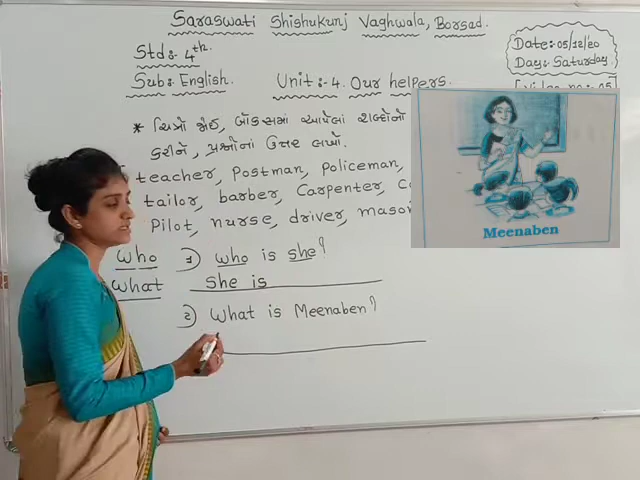 Saraswati Shishukunj Vaghwala, Borsad.
Std:- 4th.
Date:- 05/12/20
Day:- Saturday.
Sub:- English.
Unit:- 4. Our helpers.
* ચિત્રો જોઈ, બૉક્સમાં આપેલાં શબ્દોનો
કરીને, પ્રશ્નોનાં ઉત્તર લખો.
teacher, Postman, policeman,
tailor, barber, Carpenter,
Pilot, nurse, driver,
Meenaben
Who 1) who is she?
What She is
2) What is Meenaben?